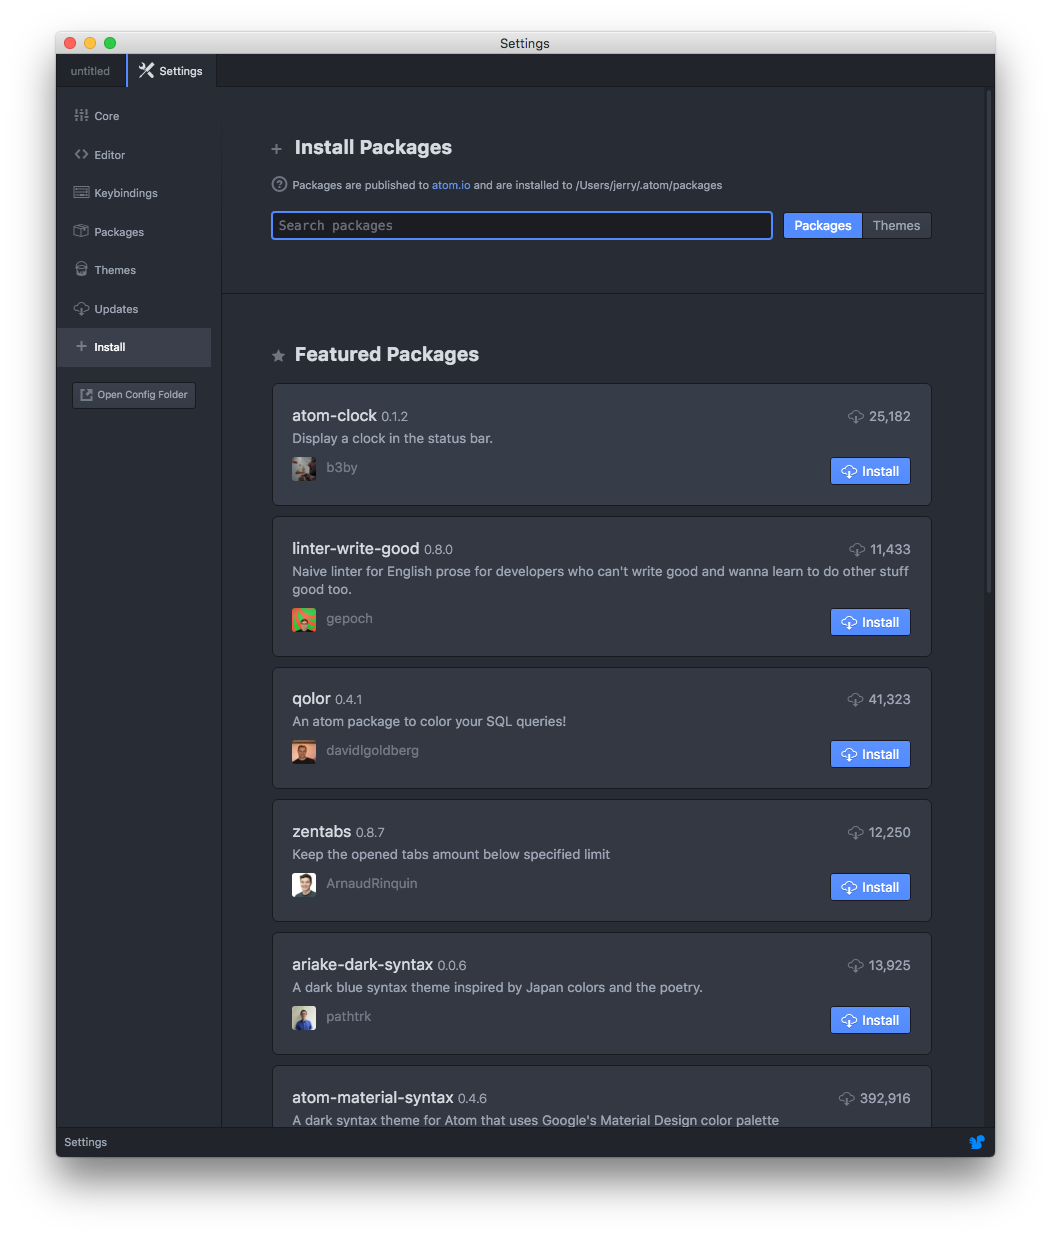 Settings
untitled
Settings
Core
Editor
Keybindings
Packages
Themes
Updates
Install
Open Config Folder
Install Packages
Packages are published to atom.io and are installed to /Users/jerry/.atom/packages
Search packages
Packages Themes
Featured Packages
atom-clock 0.1.2 25,182
Display a clock in the status bar.
b3by Install
linter-write-good 0.8.0 11,433
Naive linter for English prose for developers who can't write good and wanna learn to do other stuff
good too.
gepoch Install
qolor 0.4.1 41,323
An atom package to color your SQL queries!
davidlgoldberg Install
zentabs 0.8.7 12,250
Keep the opened tabs amount below specified limit
ArnaudRinquin Install
ariake-dark-syntax 0.0.6 13,925
A dark blue syntax theme inspired by Japan colors and the poetry.
pathtrk Install
atom-material-syntax 0.4.6 392,916
A dark syntax theme for Atom that uses Google's Material Design color palette
Settings